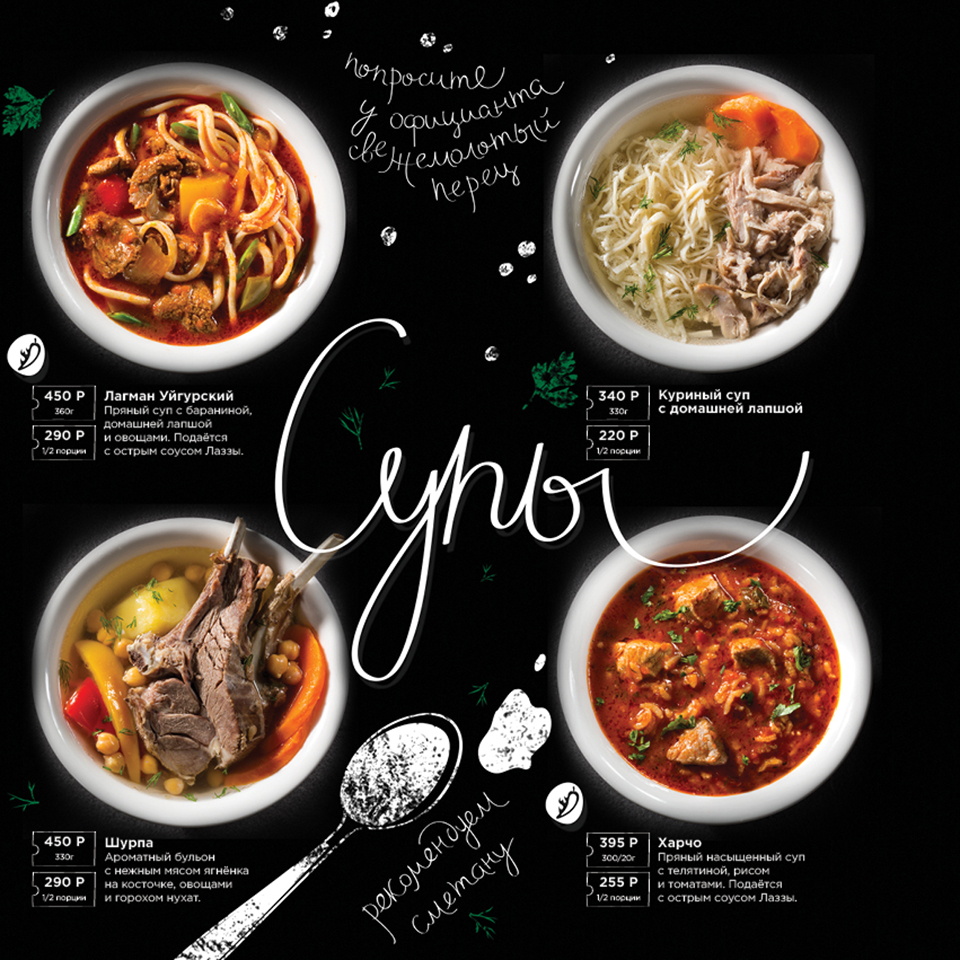 попросите
у официанта
свежемолотый
перец
450 Р
360г
290 Р
1/2 порции
Лагман Уйгурский
Пряный суп с бараниной,
домашней лапшой
и овощами. Подаётся
с острым соусом Лаззы.
340 Р
330г
220 Р
1/2 порции
Куриный суп
с домашней лапшой
Супы
450 Р
330г
290 Р
1/2 порции
Шурпа
Ароматный бульон
с нежным мясом ягнёнка
на косточке, овощами
и горохом нухат.
рекомендуем
сметану
395 Р
300/20г
255 Р
1/2 порции
Харчо
Пряный насыщенный суп
с телятиной, рисом
и томатами. Подаётся
с острым соусом Лаззы.